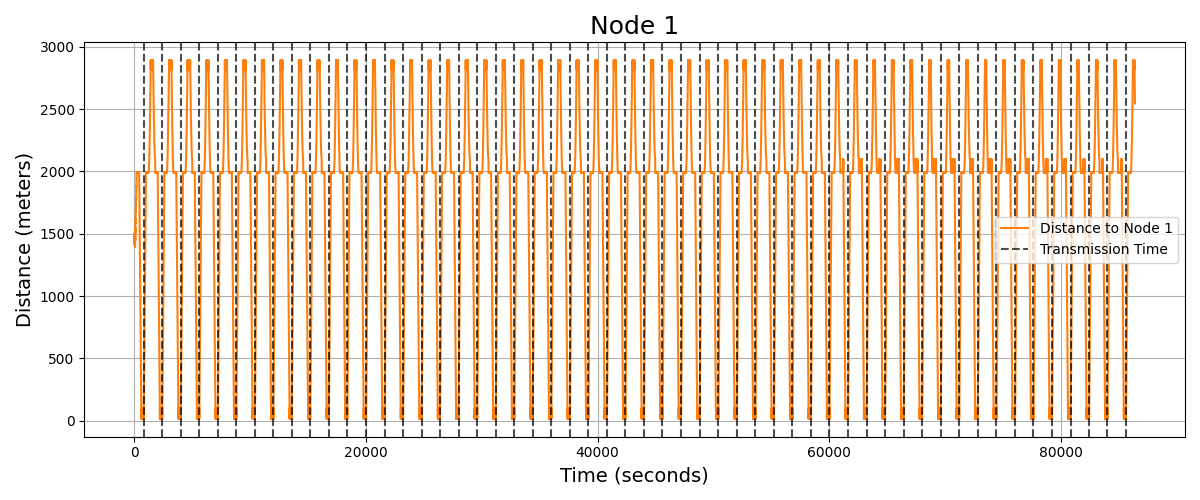 Node 1
Distance (meters)
3000
2500
2000
1500
1000
500
0
Distance to Node 1
Transmission Time
0 20000 40000 60000 80000
Time (seconds)